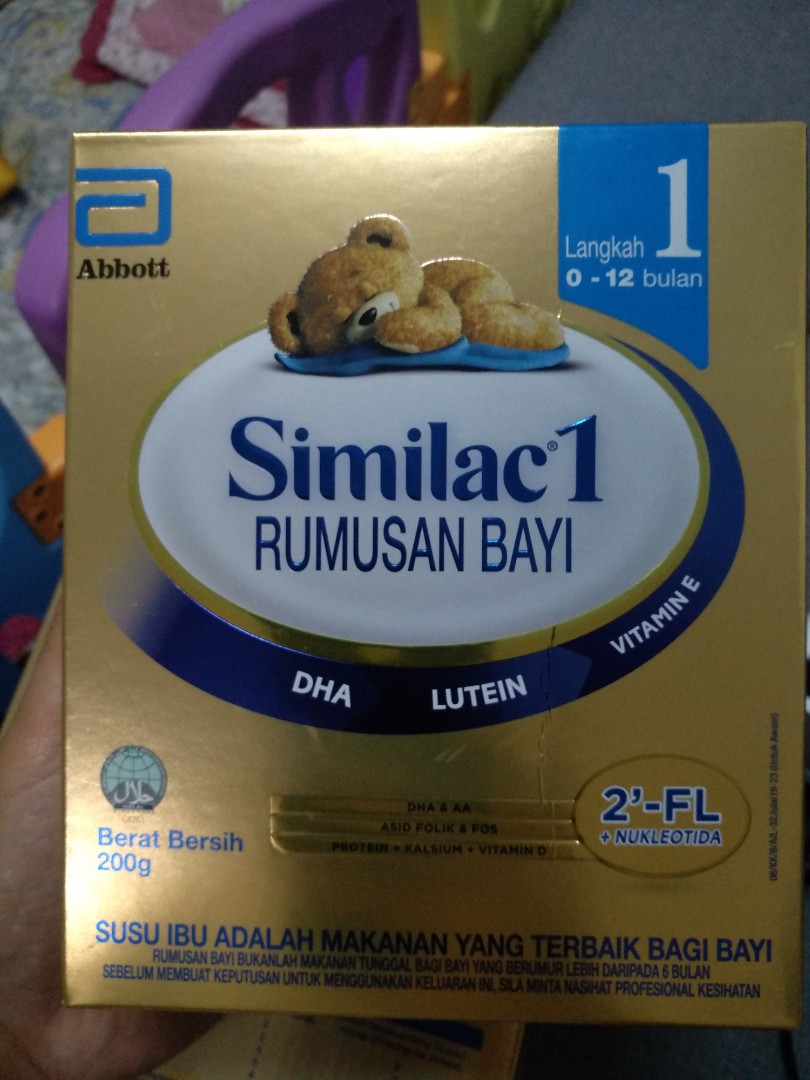 Abbott
Langkah 1
0 - 12 bulan
Similac®1
RUMUSAN BAYI
DHA
LUTEIN
VITAMIN E
DHA & AA
ASID FOLIK & FOS
PROTEIN + KALSIUM + VITAMIN D
2'-FL
+ NUKLEOTIDA
حلال
Berat Bersih
200g
SUSU IBU ADALAH MAKANAN YANG TERBAIK BAGI BAYI
RUMUSAN BAYI BUKANLAH MAKANAN TUNGGAL BAGI BAYI YANG BERUMUR LEBIH DARIPADA 6 BULAN
SEBELUM MEMBUAT KEPUTUSAN UNTUK MENGGUNAKAN KELUARAN INI, SILA MINTA NASIHAT PROFESIONAL KESIHATAN